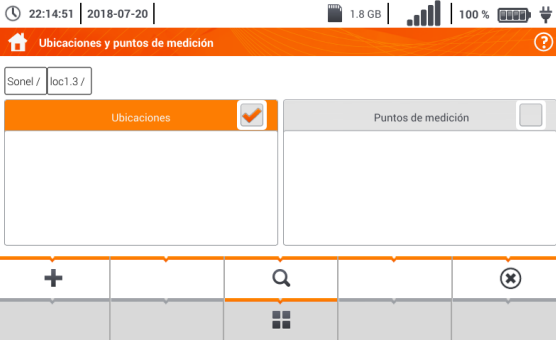 22:14:51 2018-07-20 1.8 GB 100 %
Ubicaciones y puntos de medición ?
Sonel / loc1.3 /
Ubicaciones Puntos de medición